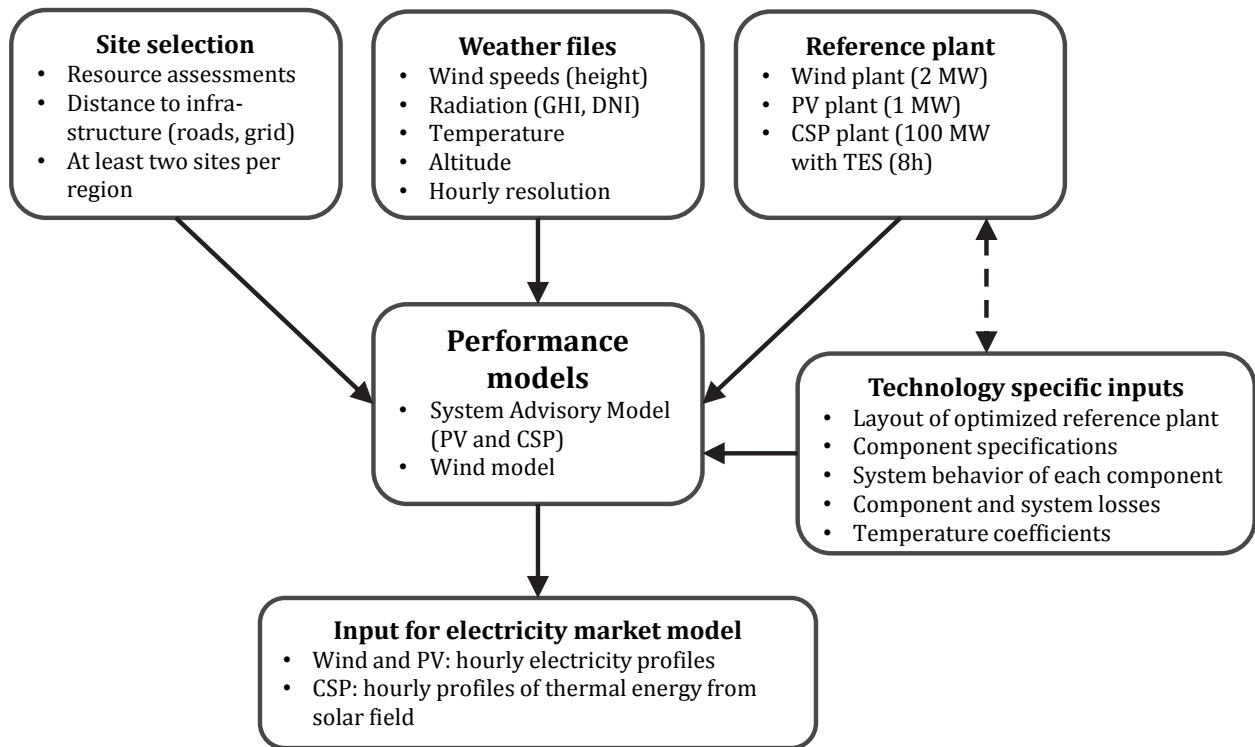 Site selection
• Resource assessments
• Distance to infra-
structure (roads, grid)
• At least two sites per
region
Weather files
• Wind speeds (height)
• Radiation (GHI, DNI)
• Temperature
• Altitude
• Hourly resolution
Reference plant
• Wind plant (2 MW)
• PV plant (1 MW)
• CSP plant (100 MW
with TES (8h)
Performance
models
• System Advisory Model
(PV and CSP)
• Wind model
Technology specific inputs
• Layout of optimized reference plant
• Component specifications
• System behavior of each component
• Component and system losses
• Temperature coefficients
Input for electricity market model
• Wind and PV: hourly electricity profiles
• CSP: hourly profiles of thermal energy from
solar field